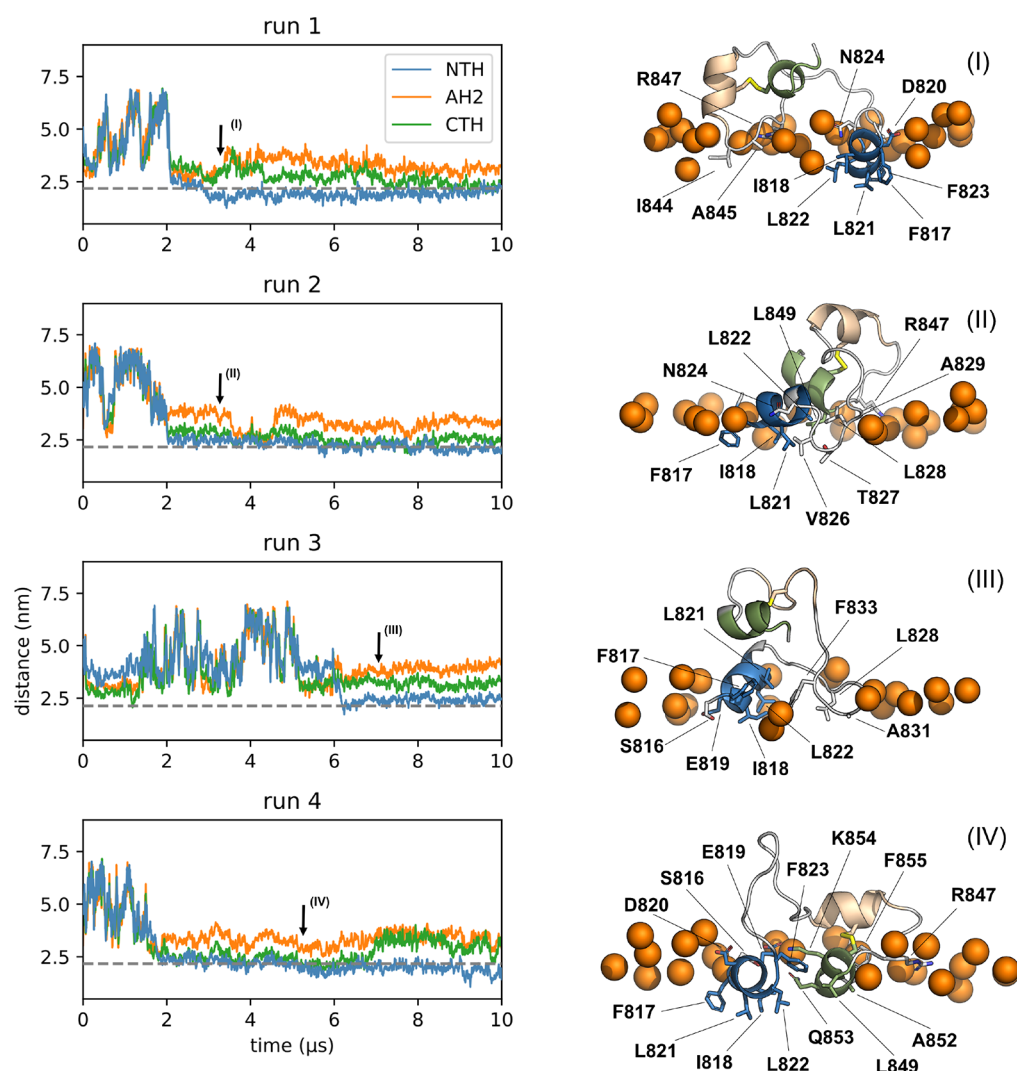 run 1
7.5
5.0
2.5
0 2 4 6 8 10
NTH
AH2
CTH
(I)
run 2
7.5
5.0
2.5
0 2 4 6 8 10
(II)
run 3
7.5
5.0
2.5
0 2 4 6 8 10
(III)
run 4
7.5
5.0
2.5
0 2 4 6 8 10
(IV)
distance (nm)
time (μs)
(I)
N824
R847
D820
I818
F823
I844
A845
L822
L821
F817
(II)
L849
R847
L822
A829
N824
F817
I818
L828
L821
T827
V826
(III)
L821
F833
L828
F817
A831
S816
L822
E819
I818
(IV)
K854
E819
F823
F855
S816
R847
D820
F817
Q853
A852
L821
I818
L822
L849